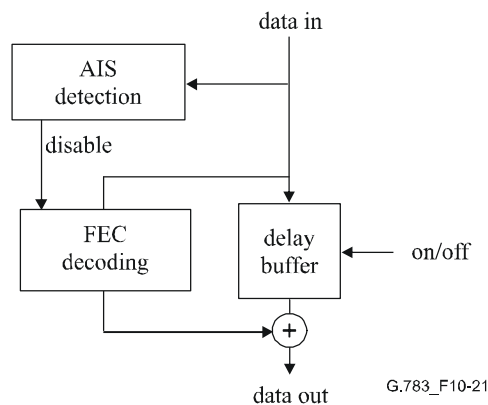 data in
AIS
detection
disable
FEC
decoding
delay
buffer
on/off
+
data out
G.783_F10-21